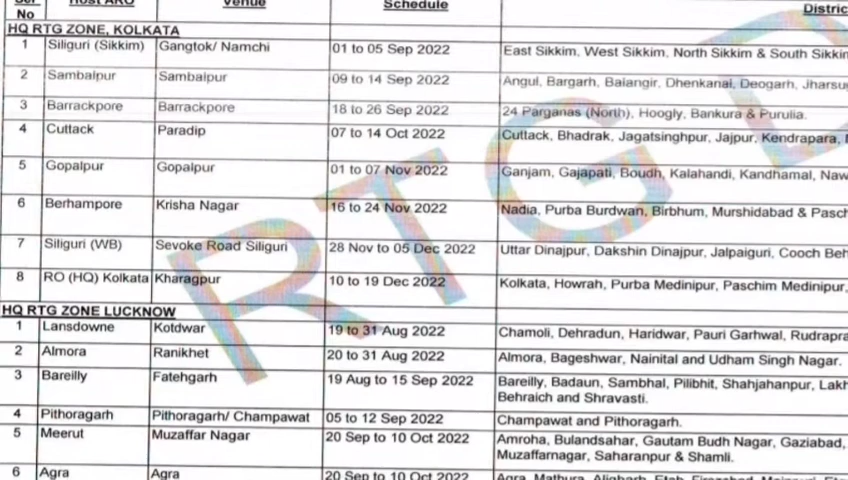 Ser No Host ARO Venue Schedule Distric
HQ RTG ZONE, KOLKATA
1 Siliguri (Sikkim) Gangtok/ Namchi 01 to 05 Sep 2022 East Sikkim, West Sikkim, North Sikkim & South Sikkim
2 Sambalpur Sambalpur 09 to 14 Sep 2022 Angul, Bargarh, Balangir, Dhenkanal, Deogarh, Jharsu
3 Barrackpore Barrackpore 18 to 26 Sep 2022 24 Parganas (North), Hoogly, Bankura & Purulia.
4 Cuttack Paradip 07 to 14 Oct 2022 Cuttack, Bhadrak, Jagatsinghpur, Jajpur, Kendrapara,
5 Gopalpur Gopalpur 01 to 07 Nov 2022 Ganjam, Gajapati, Boudh, Kalahandi, Kandhamal, Naw
6 Berhampore Krisha Nagar 16 to 24 Nov 2022 Nadia, Purba Burdwan, Birbhum, Murshidabad & Pasch
7 Siliguri (WB) Sevoke Road Siliguri 28 Nov to 05 Dec 2022 Uttar Dinajpur, Dakshin Dinajpur, Jalpaiguri, Cooch Beh
8 RO (HQ) Kolkata Kharagpur 10 to 19 Dec 2022 Kolkata, Howrah, Purba Medinipur, Paschim Medinipur,
HQ RTG ZONE LUCKNOW
1 Lansdowne Kotdwar 19 to 31 Aug 2022 Chamoli, Dehradun, Haridwar, Pauri Garhwal, Rudrapra
2 Almora Ranikhet 20 to 31 Aug 2022 Almora, Bageshwar, Nainital and Udham Singh Nagar.
3 Bareilly Fatehgarh 19 Aug to 15 Sep 2022 Bareilly, Badaun, Sambhal, Pilibhit, Shahjahanpur, Lakh
Behraich and Shravasti.
4 Pithoragarh Pithoragarh/ Champawat 05 to 12 Sep 2022 Champawat and Pithoragarh.
5 Meerut Muzaffar Nagar 20 Sep to 10 Oct 2022 Amroha, Bulandsahar, Gautam Budh Nagar, Gaziabad,
Muzaffarnagar, Saharanpur & Shamli.
6 Agra Agra 20 Sep to 10 Oct 2022 Agra, Mathura, Aligharh, Etah, Firozabad, Mainpuri,
RTG D